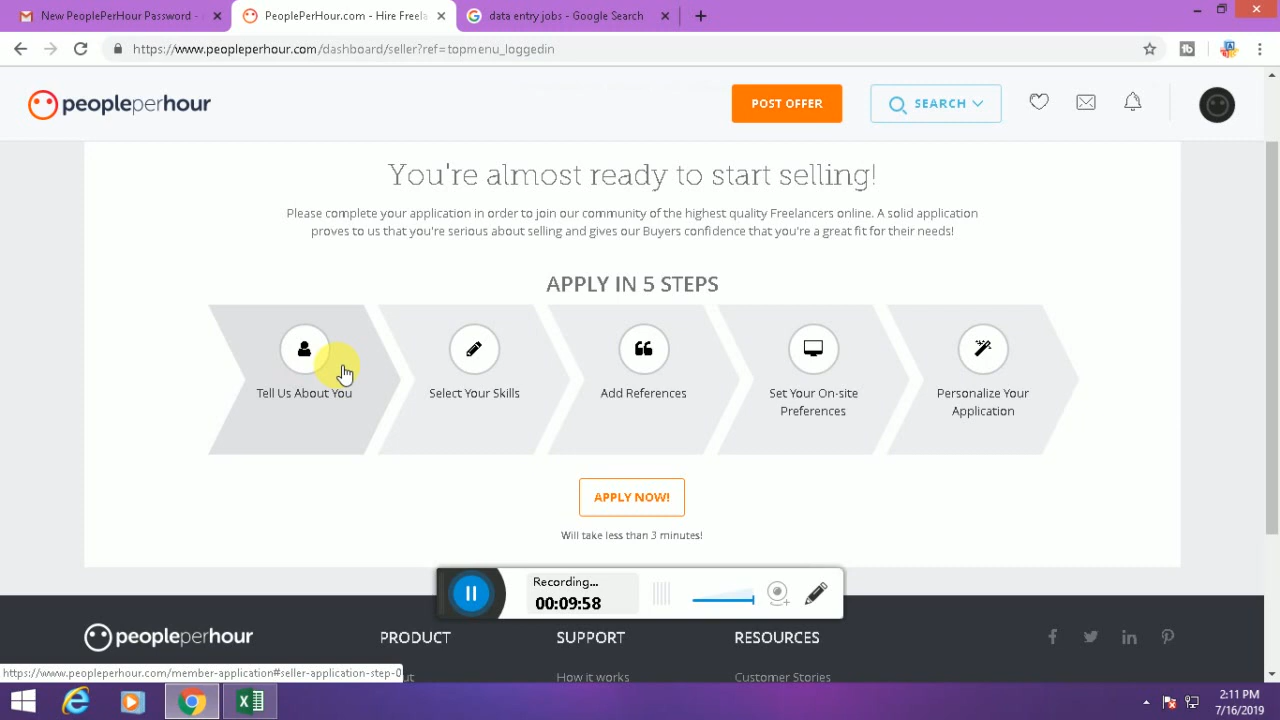 New PeoplePerHour Password -
PeoplePerHour.com - Hire Freela
data entry jobs - Google Search
https://www.peopleperhour.com/dashboard/seller?ref=topmenu_loggedin
peopleperhour
POST OFFER
SEARCH
You're almost ready to start selling!
Please complete your application in order to join our community of the highest quality Freelancers online. A solid application
proves to us that you're serious about selling and gives our Buyers confidence that you're a great fit for their needs!
APPLY IN 5 STEPS
Tell Us About You
Select Your Skills
Add References
Set Your On-site
Preferences
Personalize Your
Application
APPLY NOW!
Will take less than 3 minutes!
Recording...
00:09:58
peopleperhour
PRODUCT
SUPPORT
RESOURCES
https://www.peopleperhour.com/member-application#seller-application-step-0
ut
How it works
Customer Stories
2:11 PM
7/16/2019